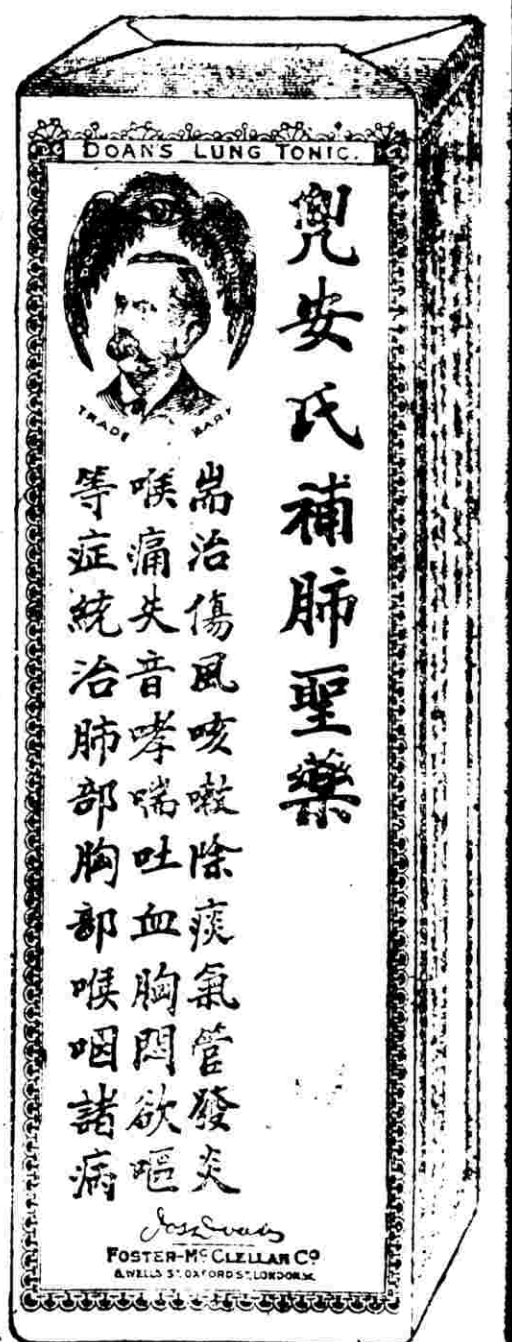 DOAN'S LUNG TONIC.
TRADE MARK
兜安氏補肺聖藥
耑治傷風咳嗽除痰氣管發炎
喉痛失音哮喘吐血胸悶欲嘔
等症統治肺部胸部喉咽諸病
FOSTER-McCLELLAN Co
8, WELLS ST OXFORD ST, LONDON. W.